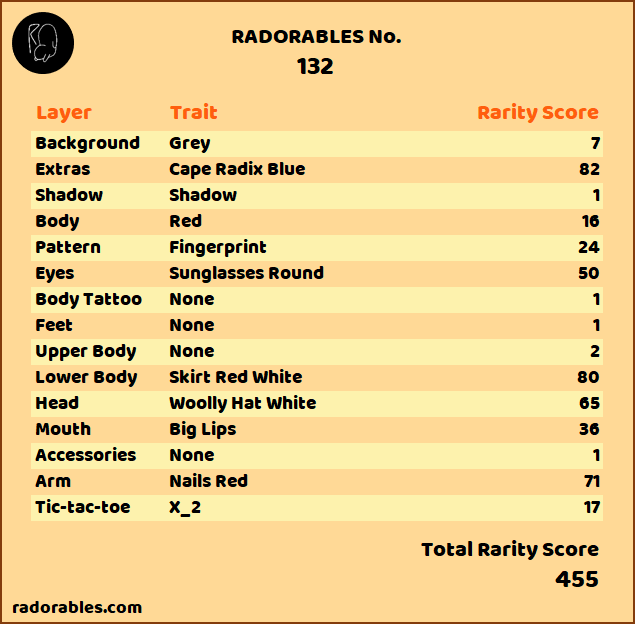 RADORABLES No.
132
Layer Trait Rarity Score
Background Grey 7
Extras Cape Radix Blue 82
Shadow Shadow 1
Body Red 16
Pattern Fingerprint 24
Eyes Sunglasses Round 50
Body Tattoo None 1
Feet None 1
Upper Body None 2
Lower Body Skirt Red White 80
Head Woolly Hat White 65
Mouth Big Lips 36
Accessories None 1
Arm Nails Red 71
Tic-tac-toe X_2 17
Total Rarity Score
455
radorables.com